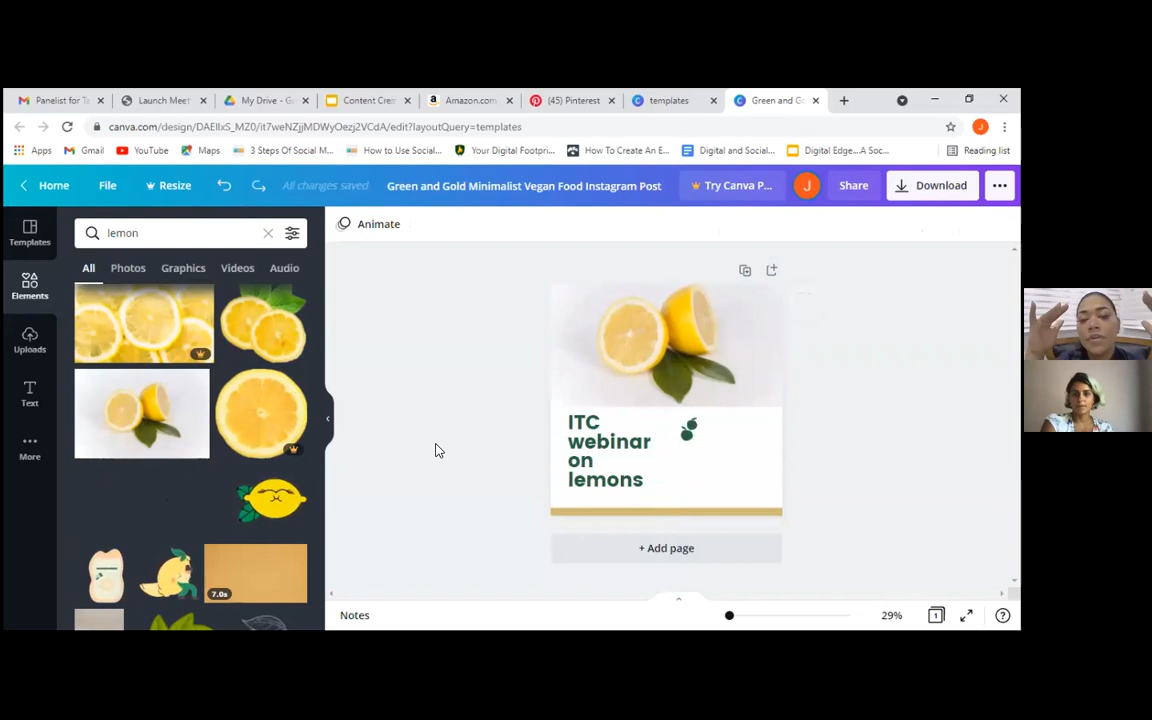 Panelist for Ta
Launch Meet
My Drive - Go
Content Crea
Amazon.com
(45) Pinterest
templates
Green and Go
canva.com/design/DAEllxS_MZ0/it7weNZjjMDWyOezj2VCdA/edit?layoutQuery=templates
J
Apps
Gmail
YouTube
Maps
3 Steps Of Social M...
How to Use Social...
Your Digital Footpri...
How To Create An E...
Digital and Social...
Digital Edge...A Soc...
Reading list
Home
File
Resize
All changes saved
Green and Gold Minimalist Vegan Food Instagram Post
Try Canva P...
J
Share
Download
Templates
Elements
Uploads
Text
More
lemon
All
Photos
Graphics
Videos
Audio
7.0s
Animate
ITC
webinar
on
lemons
+ Add page
Notes
29%
1